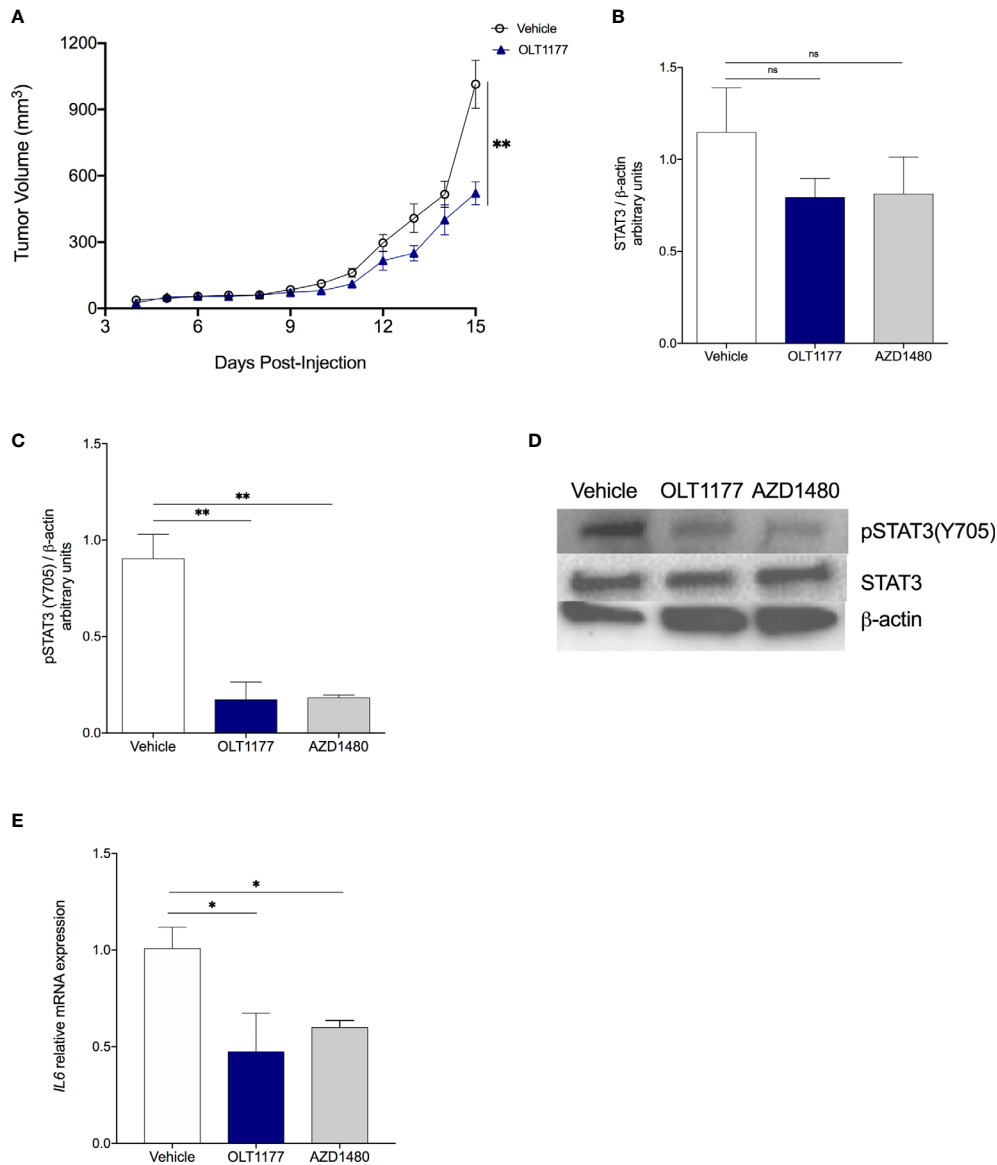 A
Vehicle
OLT1177
1200
900
600
300
0
3
6
9
12
15
Tumor Volume (mm³)
Days Post-Injection
**
B
ns
ns
1.5
1.0
0.5
0.0
STAT3 / β-actin
arbitrary units
Vehicle
OLT1177
AZD1480
C
**
**
1.5
1.0
0.5
0.0
pSTAT3 (Y705) / β-actin
arbitrary units
Vehicle
OLT1177
AZD1480
D
Vehicle OLT1177 AZD1480
pSTAT3(Y705)
STAT3
β-actin
E
*
*
1.5
1.0
0.5
0.0
IL6 relative mRNA expression
Vehicle
OLT1177
AZD1480